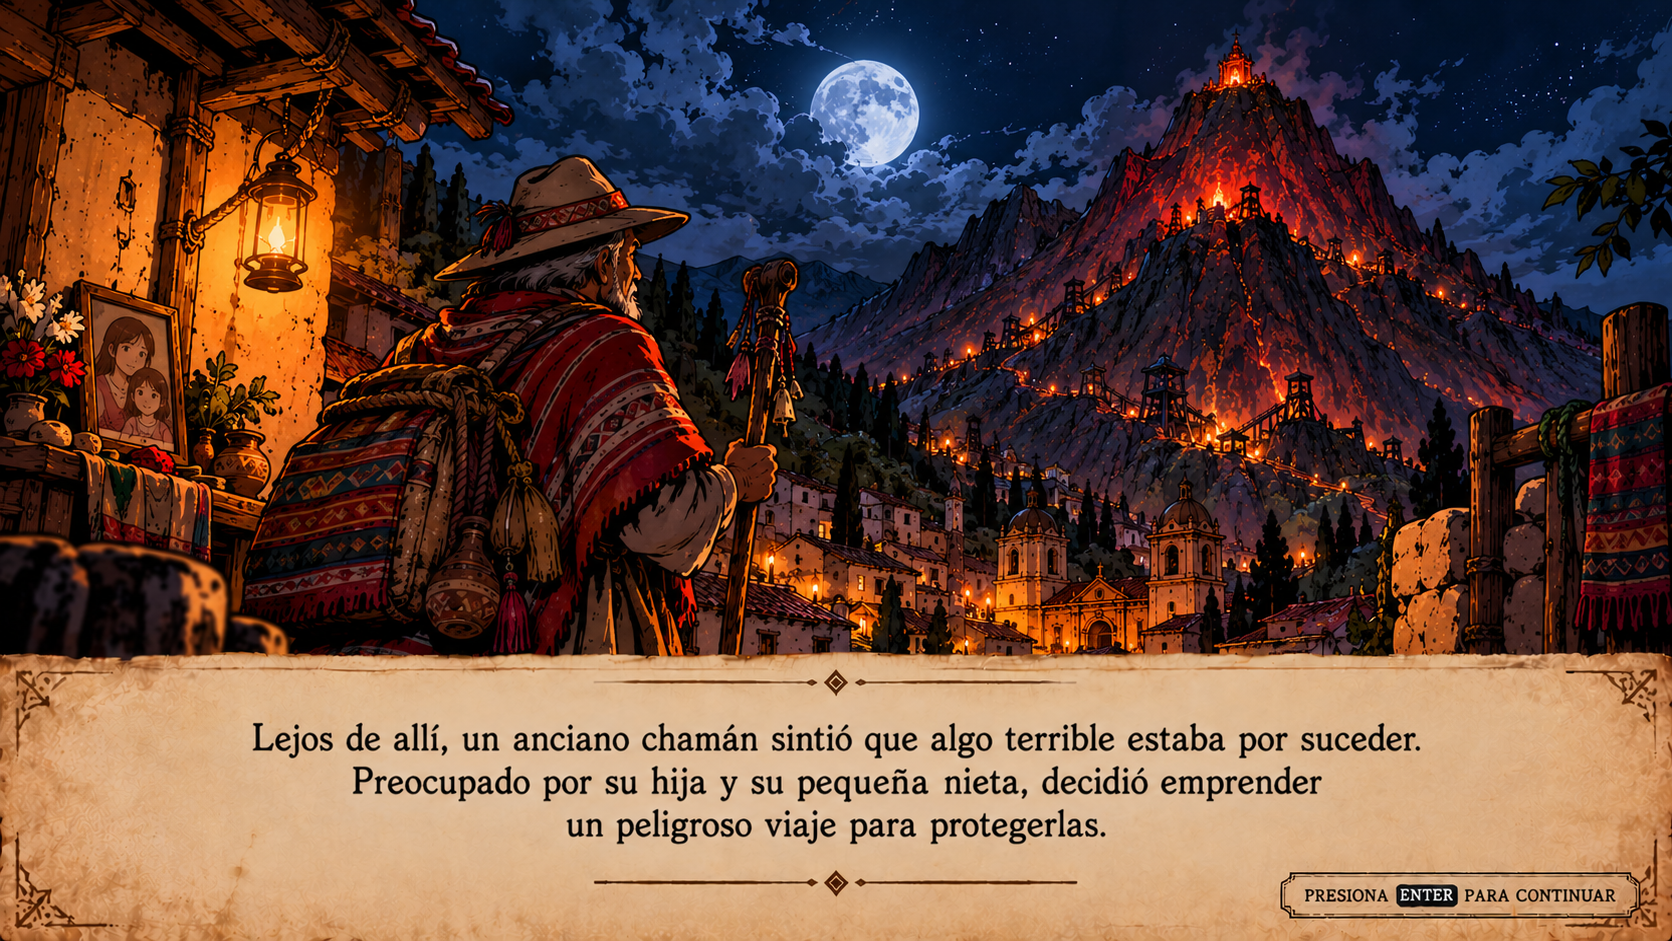 Lejos de allí, un anciano chamán sintió que algo terrible estaba por suceder.
Preocupado por su hija y su pequeña nieta, decidió emprender
un peligroso viaje para protegerlas.
PRESIONA ENTER PARA CONTINUAR